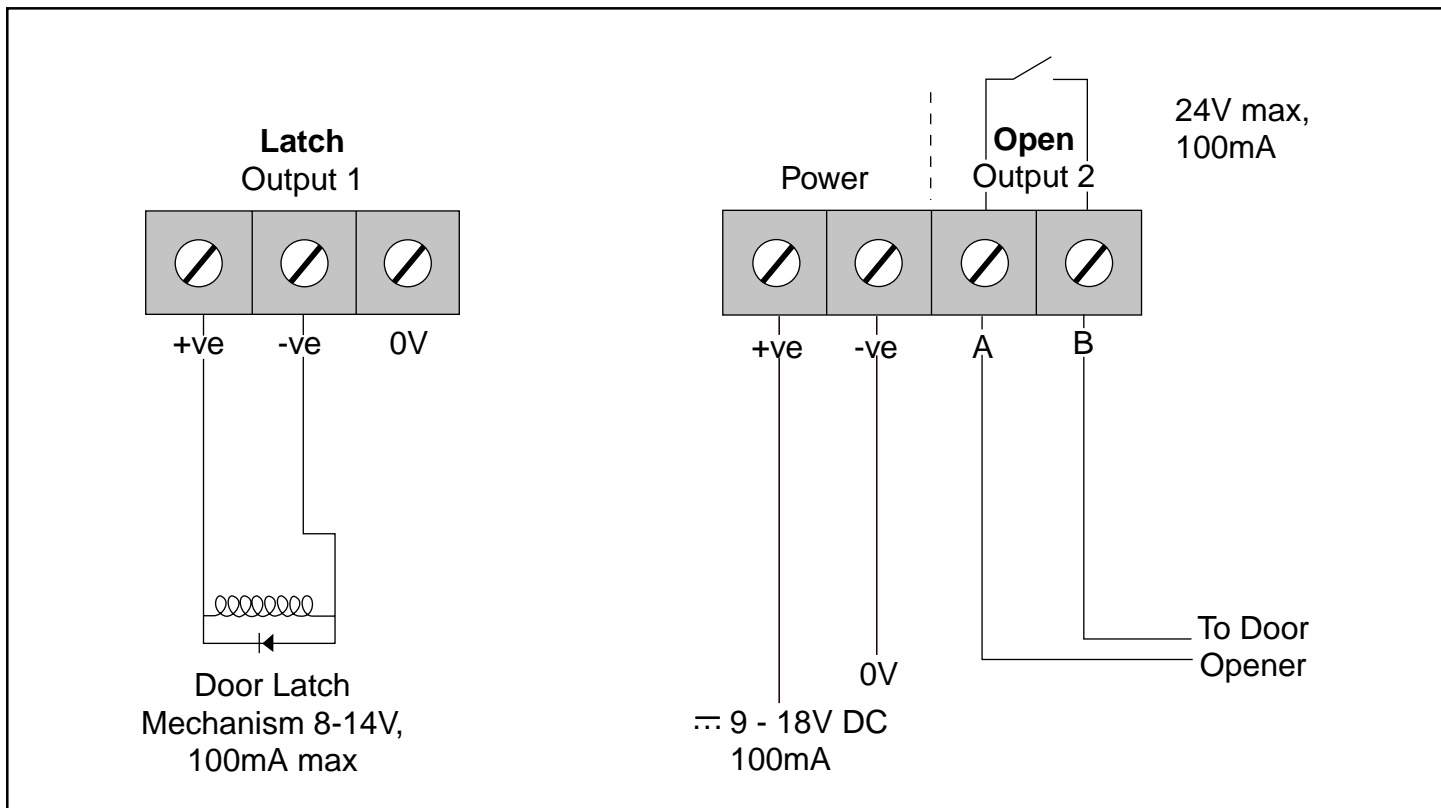 Latch
Output 1
+ve -ve 0V
Door Latch
Mechanism 8-14V,
100mA max
Power
Open
Output 2
24V max,
100mA
+ve -ve A B
0V
9 - 18V DC
100mA
To Door
Opener